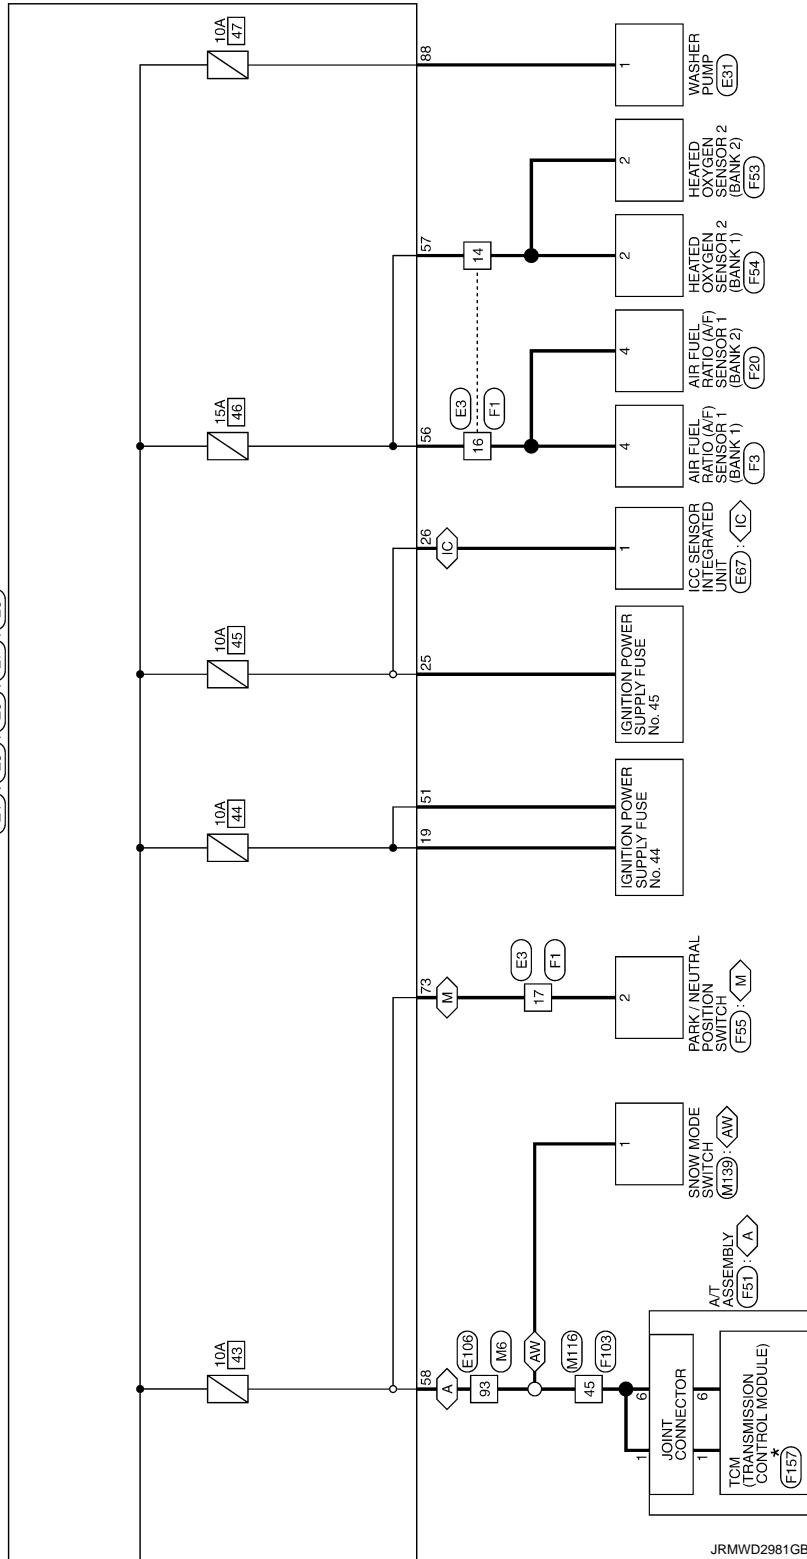 10A
47
88
1
WASHER
PUMP
E31
2
HEATED
OXYGEN
SENSOR 2
(BANK 2)
F53
57
14
2
HEATED
OXYGEN
SENSOR 2
(BANK 1)
F54
4
AIR FUEL
RATIO (A/F)
SENSOR 1
(BANK 2)
F20
15A
46
56
16
E3
F1
4
AIR FUEL
RATIO (A/F)
SENSOR 1
(BANK 1)
F3
26
IC
1
ICC SENSOR
INTEGRATED
UNIT
E67 : IC
10A
45
25
IGNITION POWER
SUPPLY FUSE
No. 45
10A
44
51
19
IGNITION POWER
SUPPLY FUSE
No. 44
73
M
E3
F1
17
2
PARK / NEUTRAL
POSITION
SWITCH
F55 : M
1
SNOW MODE
SWITCH
M139 : AW
10A
43
58
A
E106
M6
93
AW
M116
F103
45
A/T
ASSEMBLY
F51 : A
1
6
JOINT
CONNECTOR
1
6
TCM
(TRANSMISSION
CONTROL MODULE)
*
F157
JRMWD2981GB